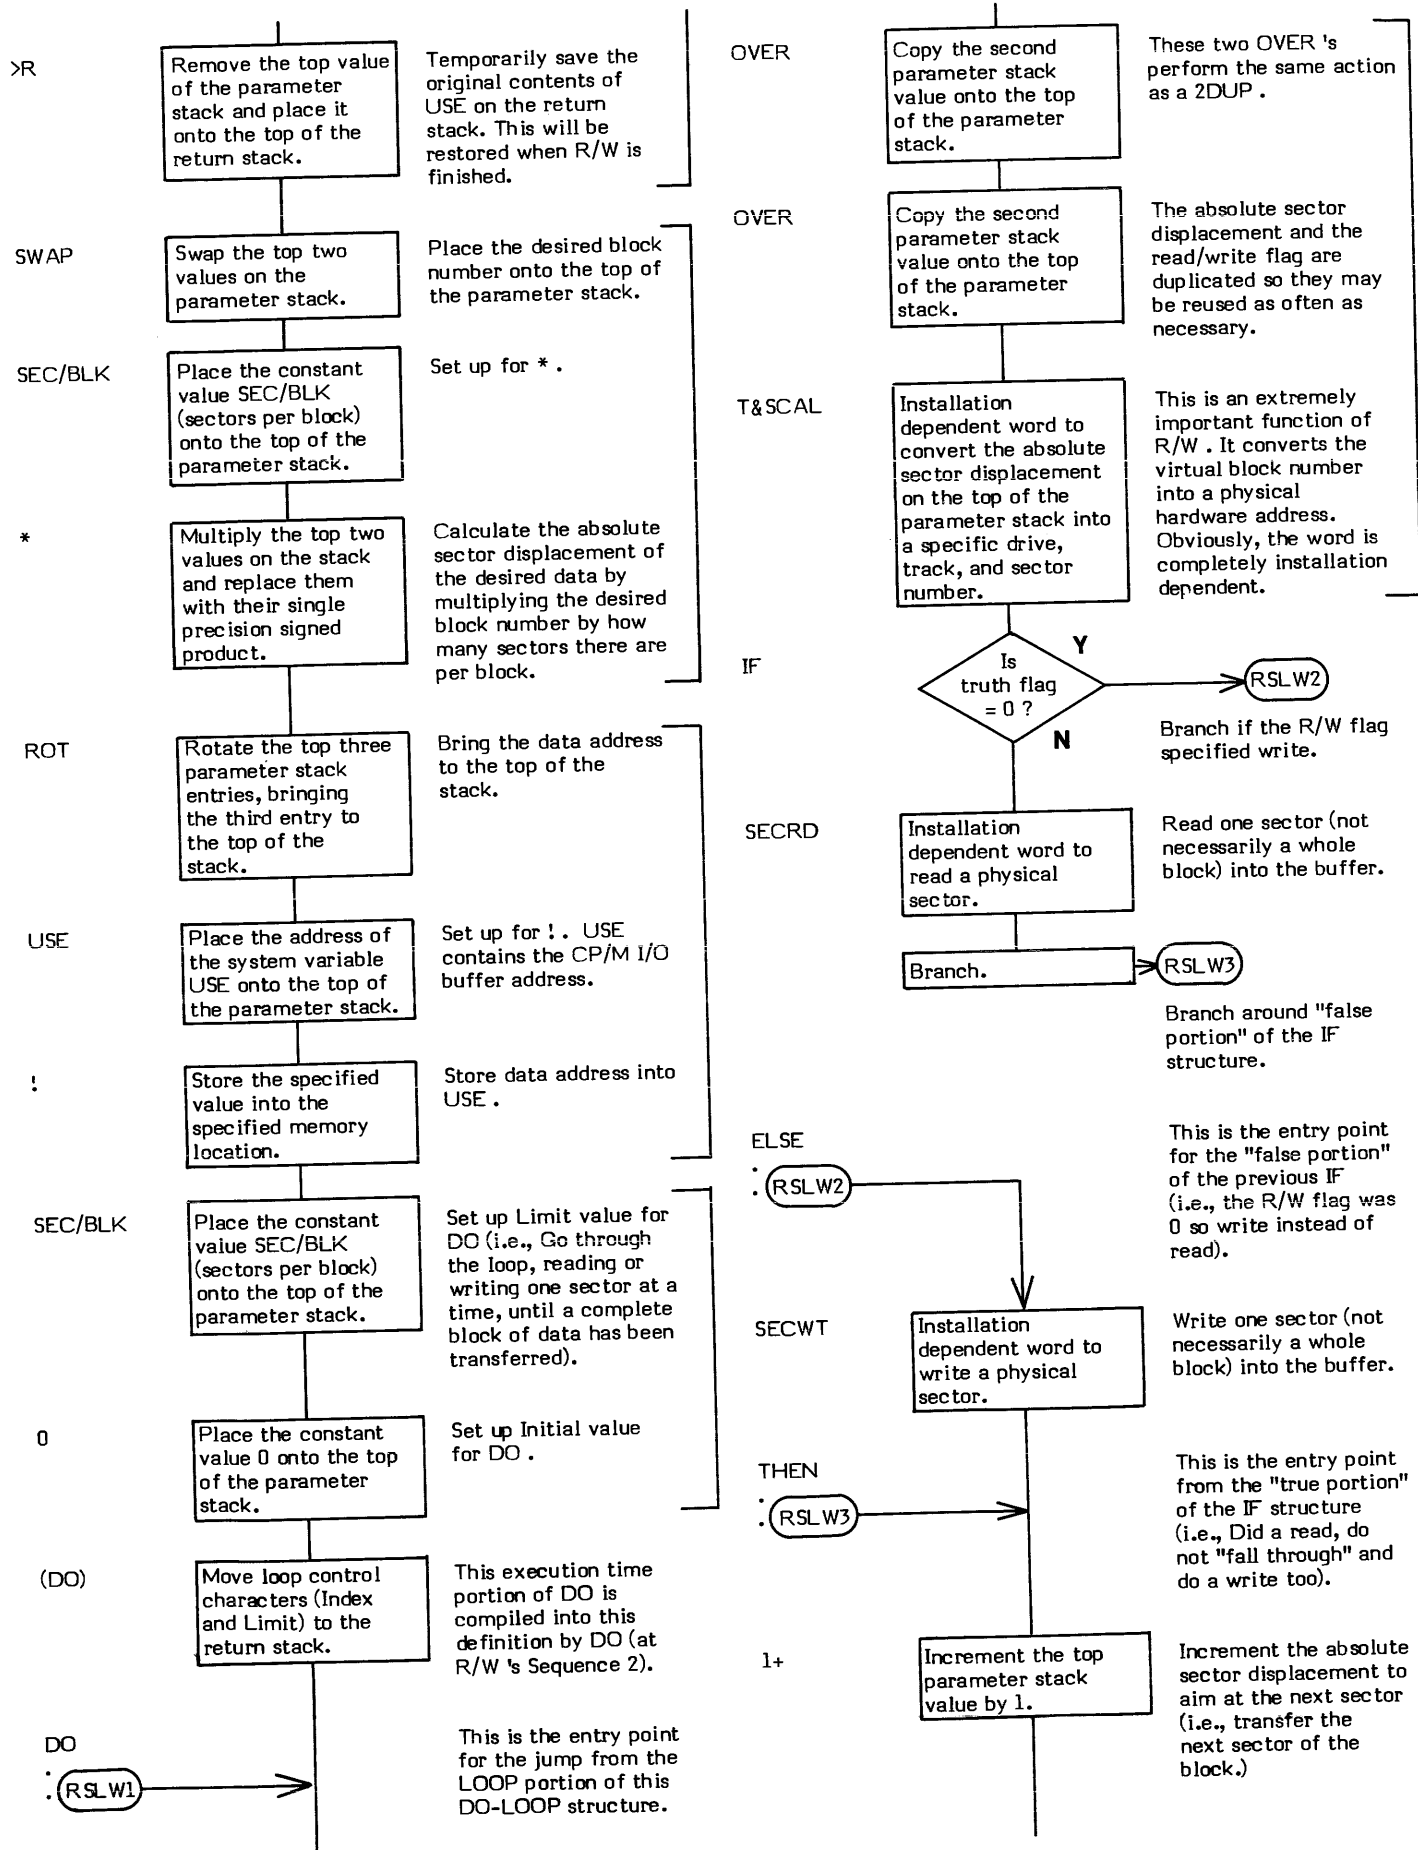 >R
Remove the top value
of the parameter
stack and place it
onto the top of the
return stack.
Temporarily save the
original contents of
USE on the return
stack. This will be
restored when R/W is
finished.
SWAP
Swap the top two
values on the
parameter stack.
Place the desired block
number onto the top of
the parameter stack.
SEC/BLK
Place the constant
value SEC/BLK
(sectors per block)
onto the top of the
parameter stack.
Set up for * .
*
Multiply the top two
values on the stack
and replace them
with their single
precision signed
product.
Calculate the absolute
sector displacement of
the desired data by
multiplying the desired
block number by how
many sectors there are
per block.
ROT
Rotate the top three
parameter stack
entries, bringing
the third entry to
the top of the
stack.
Bring the data address
to the top of the
stack.
USE
Place the address of
the system variable
USE onto the top of
the parameter stack.
Set up for ! . USE
contains the CP/M I/O
buffer address.
!
Store the specified
value into the
specified memory
location.
Store data address into
USE .
SEC/BLK
Place the constant
value SEC/BLK
(sectors per block)
onto the top of the
parameter stack.
Set up Limit value for
DO (i.e., Go through
the loop, reading or
writing one sector at a
time, until a complete
block of data has been
transferred).
0
Place the constant
value 0 onto the top
of the parameter
stack.
Set up Initial value
for DO .
(DO)
Move loop control
characters (Index
and Limit) to the
return stack.
This execution time
portion of DO is
compiled into this
definition by DO (at
R/W 's Sequence 2).
DO
: RSLW1
This is the entry point
for the jump from the
LOOP portion of this
DO-LOOP structure.
OVER
Copy the second
parameter stack
value onto the top
of the parameter
stack.
These two OVER 's
perform the same action
as a 2DUP .
OVER
Copy the second
parameter stack
value onto the top
of the parameter
stack.
The absolute sector
displacement and the
read/write flag are
duplicated so they may
be reused as often as
necessary.
T&SCAL
Installation
dependent word to
convert the absolute
sector displacement
on the top of the
parameter stack into
a specific drive,
track, and sector
number.
This is an extremely
important function of
R/W . It converts the
virtual block number
into a physical
hardware address.
Obviously, the word is
completely installation
dependent.
IF
Is
truth flag
= 0 ?
Y
RSLW2
N
Branch if the R/W flag
specified write.
SECRD
Installation
dependent word to
read a physical
sector.
Read one sector (not
necessarily a whole
block) into the buffer.
Branch.
RSLW3
Branch around "false
portion" of the IF
structure.
ELSE
: RSLW2
This is the entry point
for the "false portion"
of the previous IF
(i.e., the R/W flag was
0 so write instead of
read).
SECWT
Installation
dependent word to
write a physical
sector.
Write one sector (not
necessarily a whole
block) into the buffer.
THEN
: RSLW3
This is the entry point
from the "true portion"
of the IF structure
(i.e., Did a read, do
not "fall through" and
do a write too).
1+
Increment the top
parameter stack
value by 1.
Increment the absolute
sector displacement to
aim at the next sector
(i.e., transfer the
next sector of the
block.)